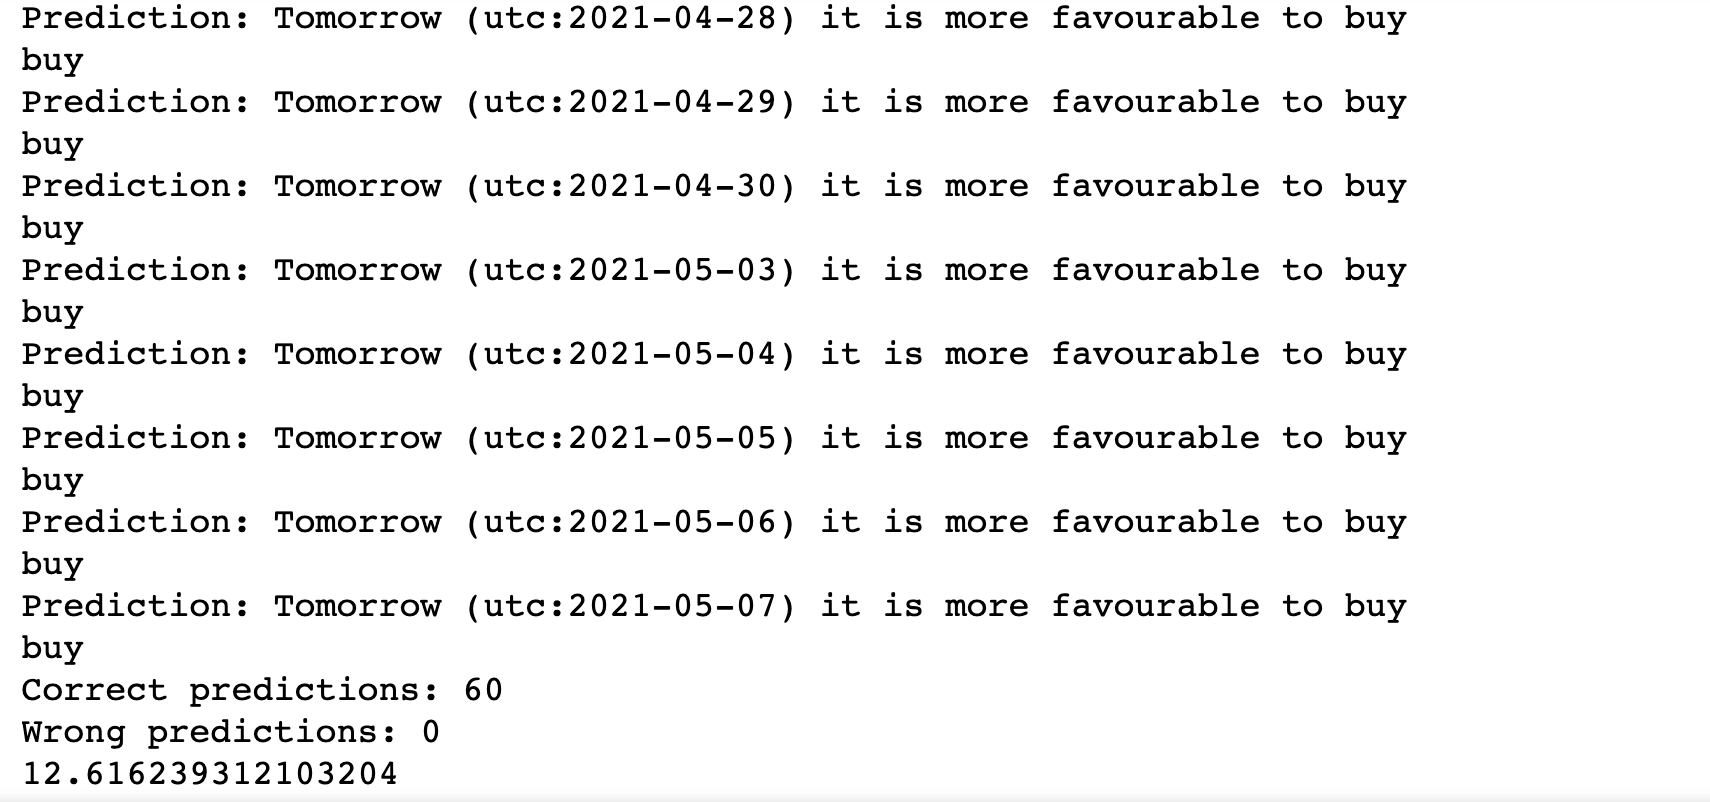 Prediction: Tomorrow (utc:2021-04-28) it is more favourable to buy
buy
Prediction: Tomorrow (utc:2021-04-29) it is more favourable to buy
buy
Prediction: Tomorrow (utc:2021-04-30) it is more favourable to buy
buy
Prediction: Tomorrow (utc:2021-05-03) it is more favourable to buy
buy
Prediction: Tomorrow (utc:2021-05-04) it is more favourable to buy
buy
Prediction: Tomorrow (utc:2021-05-05) it is more favourable to buy
buy
Prediction: Tomorrow (utc:2021-05-06) it is more favourable to buy
buy
Prediction: Tomorrow (utc:2021-05-07) it is more favourable to buy
buy
Correct predictions: 60
Wrong predictions: 0
12.616239312103204